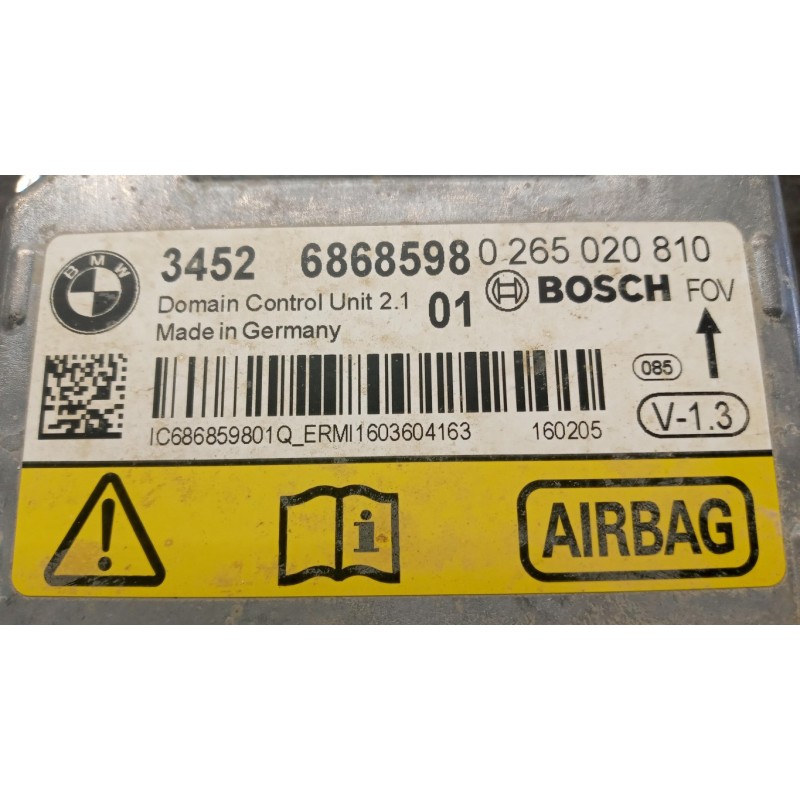 BMW
3452 6868598 0 265 020 810
Domain Control Unit 2.1 01 BOSCH FOV
Made in Germany
085
V-1.3
IC686859801Q_ERMI1603604163 160205
AIRBAG